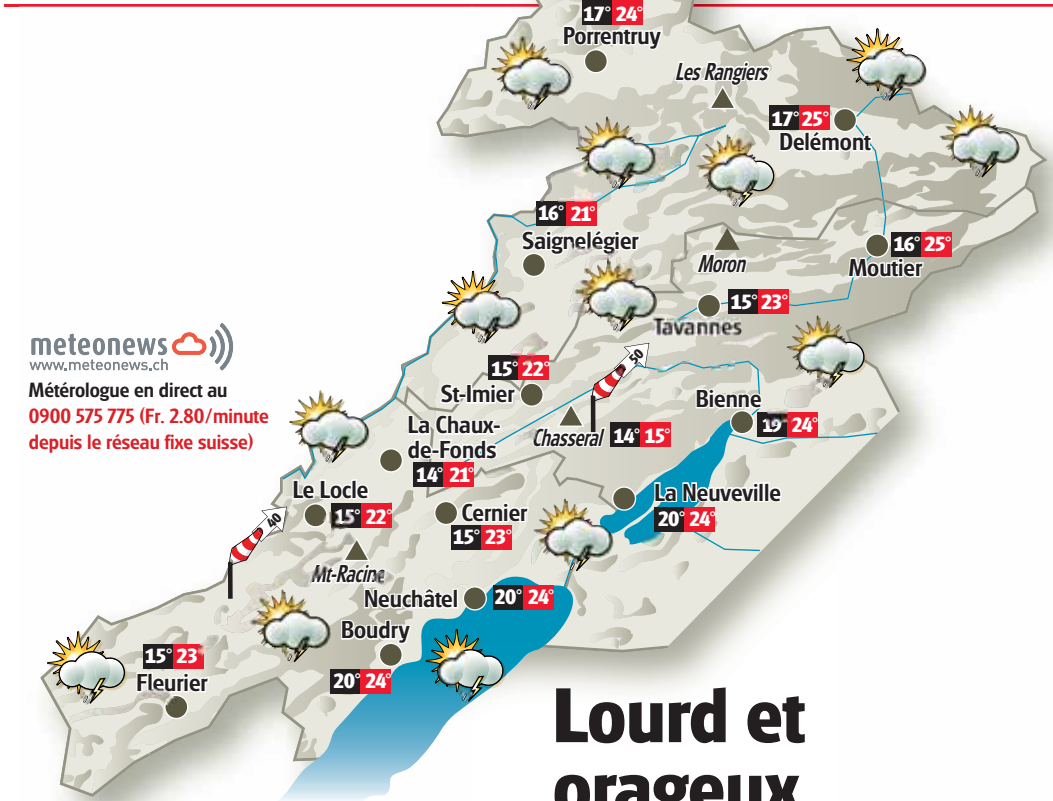 17° 24°
Porrentruy
Les Rangiers
17° 25°
Delémont
16° 21°
Saignelégier
Moron
16° 25°
Moutier
15° 23°
Tavannes
meteonews
www.meteonews.ch
Météorologue en direct au
0900 575 775 (Fr. 2.80/minute
depuis le réseau fixe suisse)
50
15° 22°
St-Imier
Bienne
19° 24°
Chasseral
14° 15°
La Chaux-
de-Fonds
14° 21°
Le Locle
15° 22°
Cernier
15° 23°
La Neuveville
20° 24°
40
Mt-Racine
Neuchâtel
20° 24°
Boudry
20° 24°
15° 23°
Fleurier
Lourd et
orageux